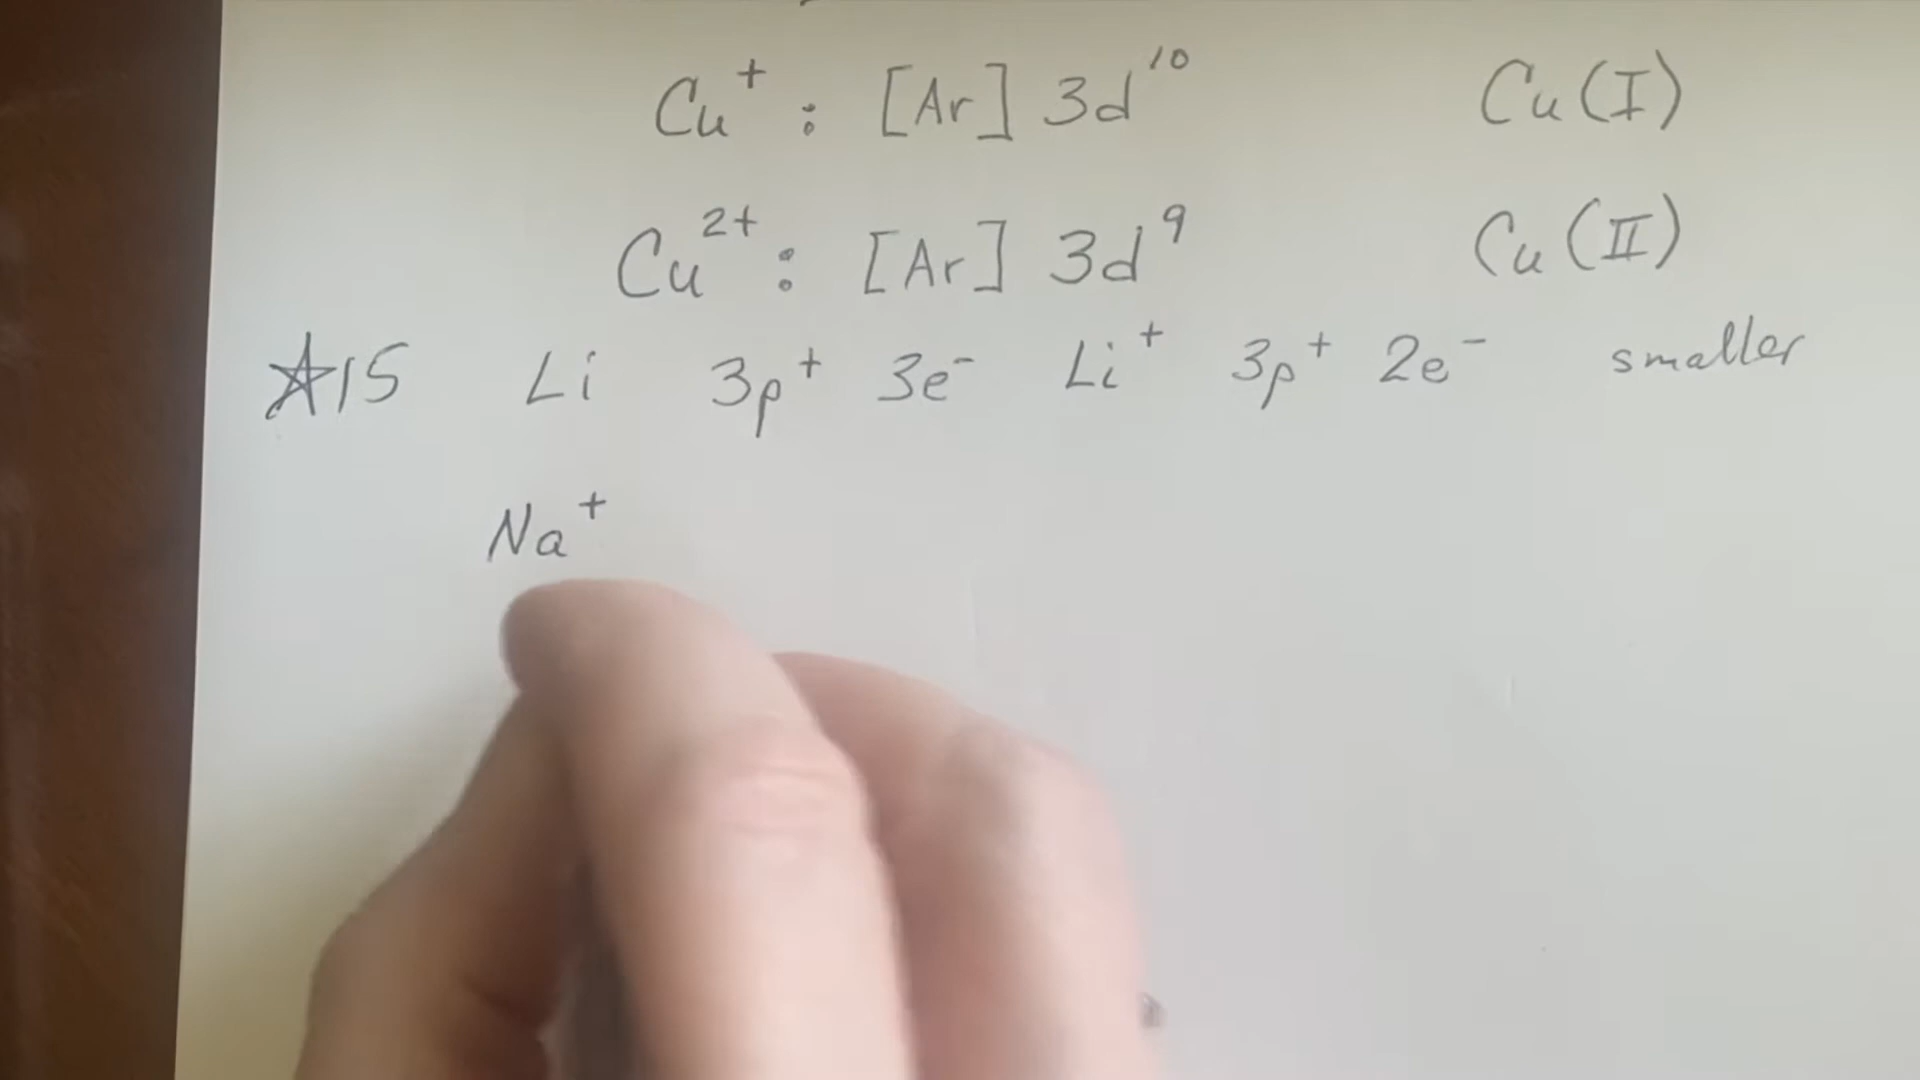 Cu⁺ : [Ar] 3d¹⁰ Cu(I)
Cu²⁺ : [Ar] 3d⁹ Cu(II)
☆15 Li 3p⁺ 3e⁻ Li⁺ 3p⁺ 2e⁻ smaller
Na⁺